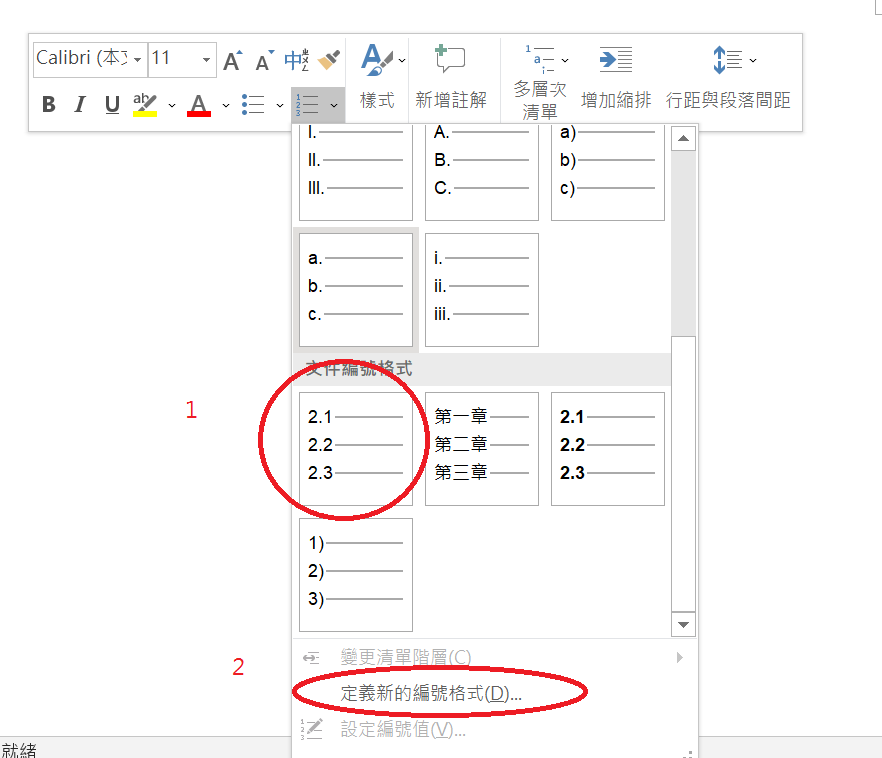 Calibri (本文
11
A A 中
樣式
新增註解
多層次
清單
增加縮排
行距與段落間距
B I U ab A
I.
II.
III.
A.
B.
C.
a)
b)
c)
a.
b.
c.
i.
ii.
iii.
文件編號格式
1
2.1
2.2
2.3
第一章
第二章
第三章
2.1
2.2
2.3
1)
2)
3)
變更清單階層(C)
2
定義新的編號格式(D)...
設定編號值(V)...
就緒